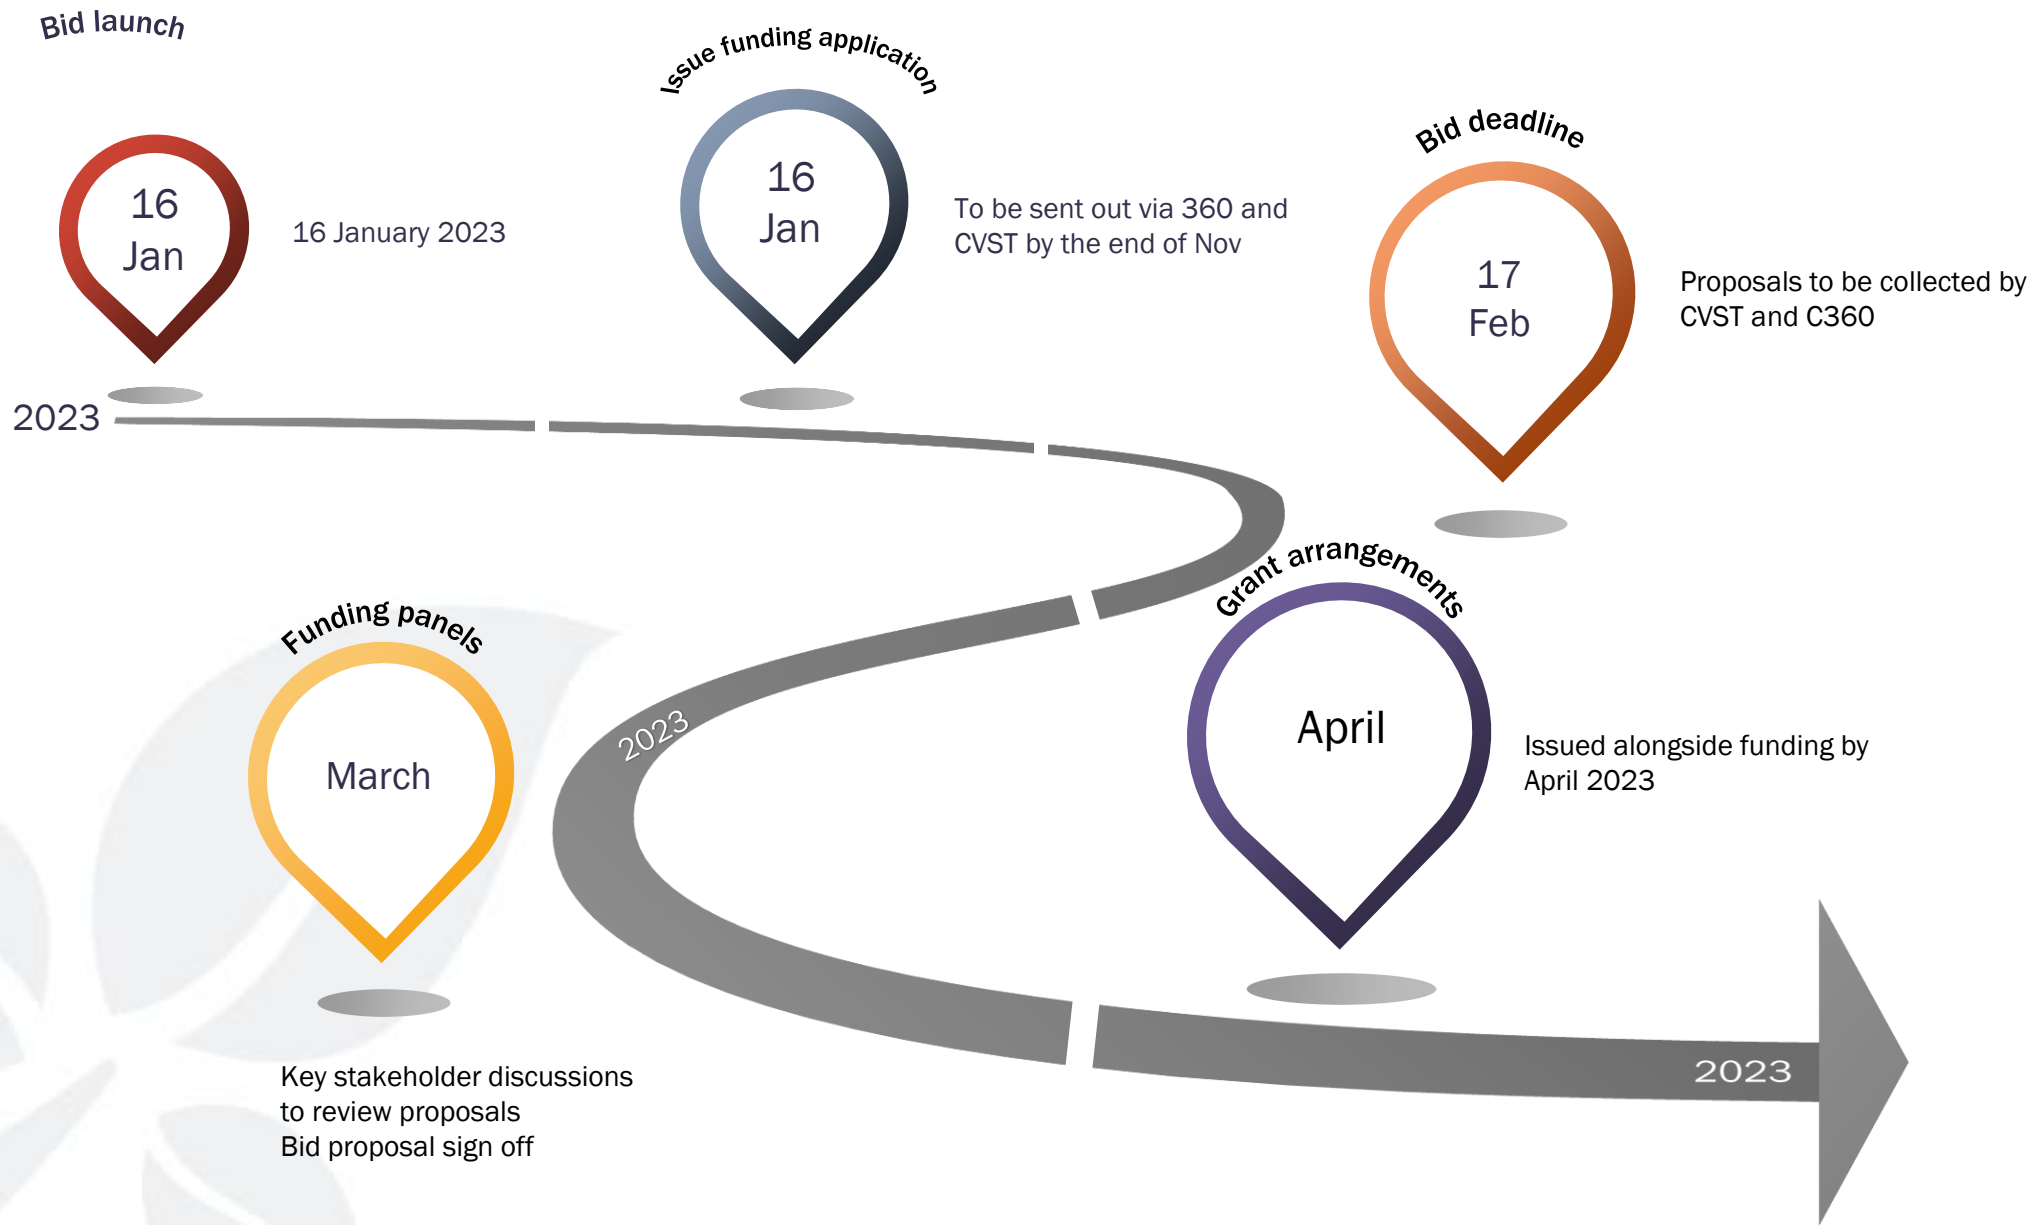 Bid launch
16
Jan
16 January 2023
Issue funding application
16
Jan
To be sent out via 360 and
CVST by the end of Nov
Bid deadline
17
Feb
Proposals to be collected by
CVST and C360
2023
Funding panels
March
Key stakeholder discussions
to review proposals
Bid proposal sign off
2023
Grant arrangements
April
Issued alongside funding by
April 2023
2023